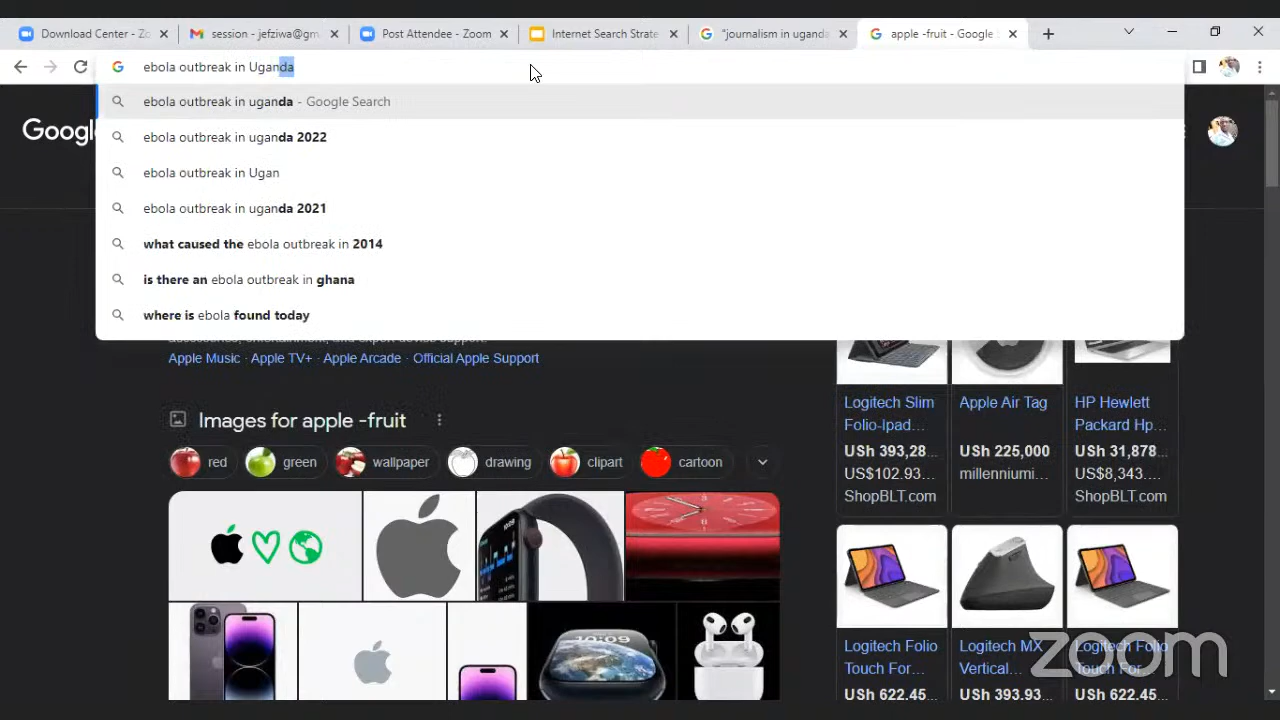 Download Center - Zo
session - jefziwa@gm
Post Attendee - Zoom
Internet Search Strate
"journalism in uganda
apple -fruit - Google S
ebola outbreak in Uganda
ebola outbreak in uganda - Google Search
ebola outbreak in uganda 2022
ebola outbreak in Ugan
ebola outbreak in uganda 2021
what caused the ebola outbreak in 2014
is there an ebola outbreak in ghana
where is ebola found today
Googl
Apple Music · Apple TV+ · Apple Arcade · Official Apple Support
Images for apple -fruit
red
green
wallpaper
drawing
clipart
cartoon
Logitech Slim
Folio-Ipad...
USh 393,28...
US$102.93...
ShopBLT.com
Apple Air Tag
USh 225,000
millenniumi...
HP Hewlett
Packard Hp...
USh 31,878...
US$8,343....
ShopBLT.com
10:09
Logitech Folio
Touch For...
USh 622.45...
Logitech MX
Vertical...
USh 393.93...
Logitech Folio
Touch For...
USh 622.45...
zoom